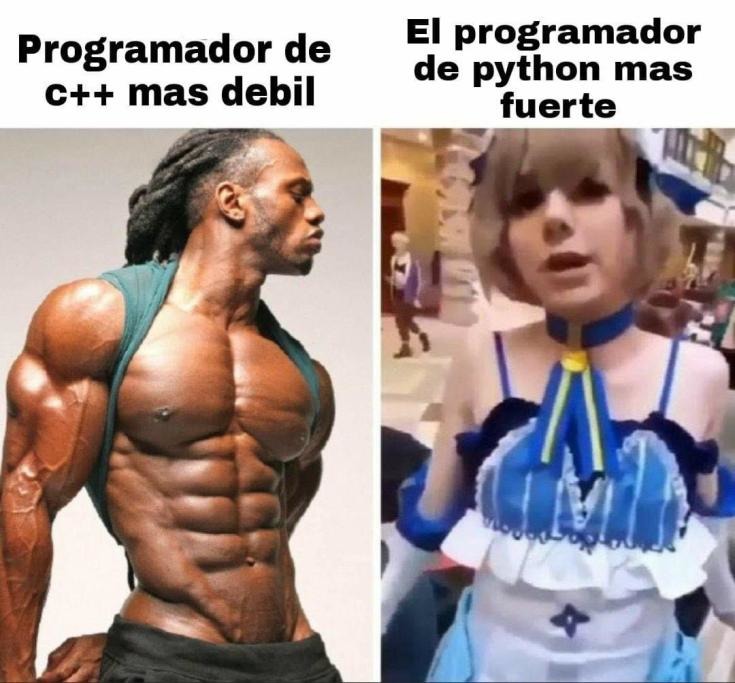 Programador de
c++ mas debil
El programador
de python mas
fuerte